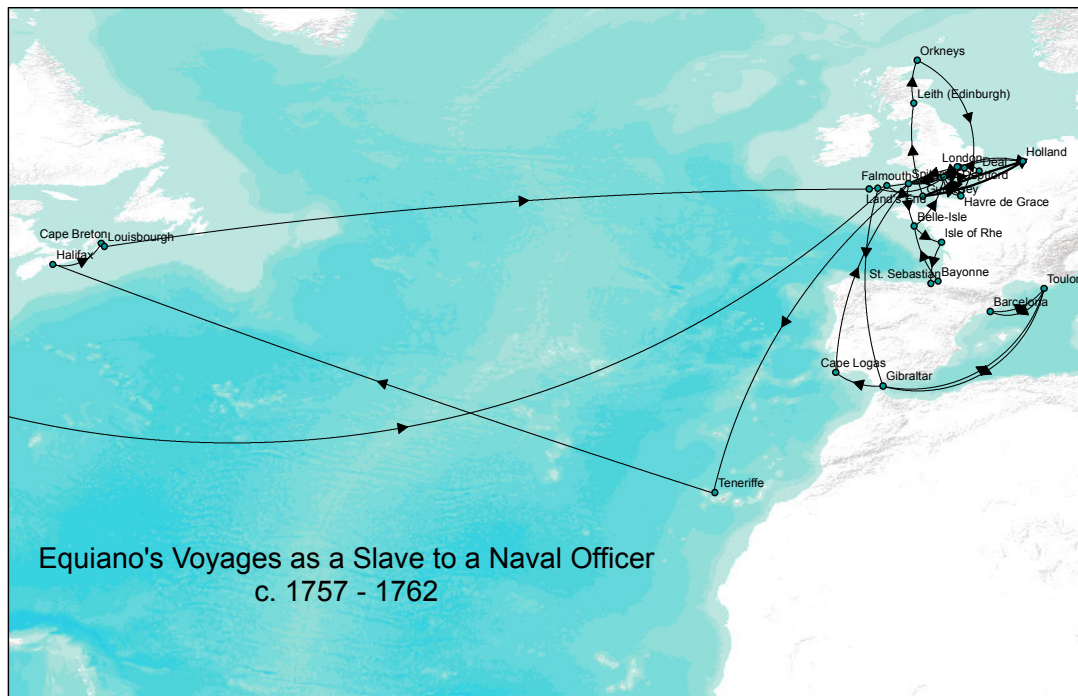 Orkneys
Leith (Edinburgh)
London
Deal
Holland
Falmouth
Land's End
Havre de Grace
Belle-Isle
Isle of Rhe
Cape Breton
Louisbourgh
Halifax
St. Sebastian
Bayonne
Toulon
Barcelona
Cape Logas
Gibraltar
Teneriffe
Equiano's Voyages as a Slave to a Naval Officer
c. 1757 - 1762